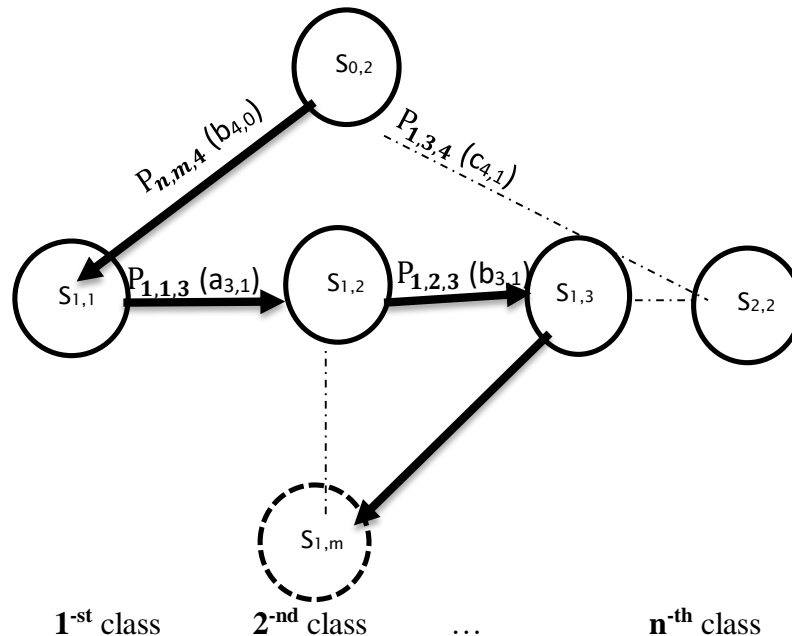 S0,2
Pn,m,4 (b4,0)
P1,3,4 (c4,1)
S1,1
P1,1,3 (a3,1)
S1,2
P1,2,3 (b3,1)
S1,3
S2,2
S1,m
1-st class 2-nd class ... n-th class